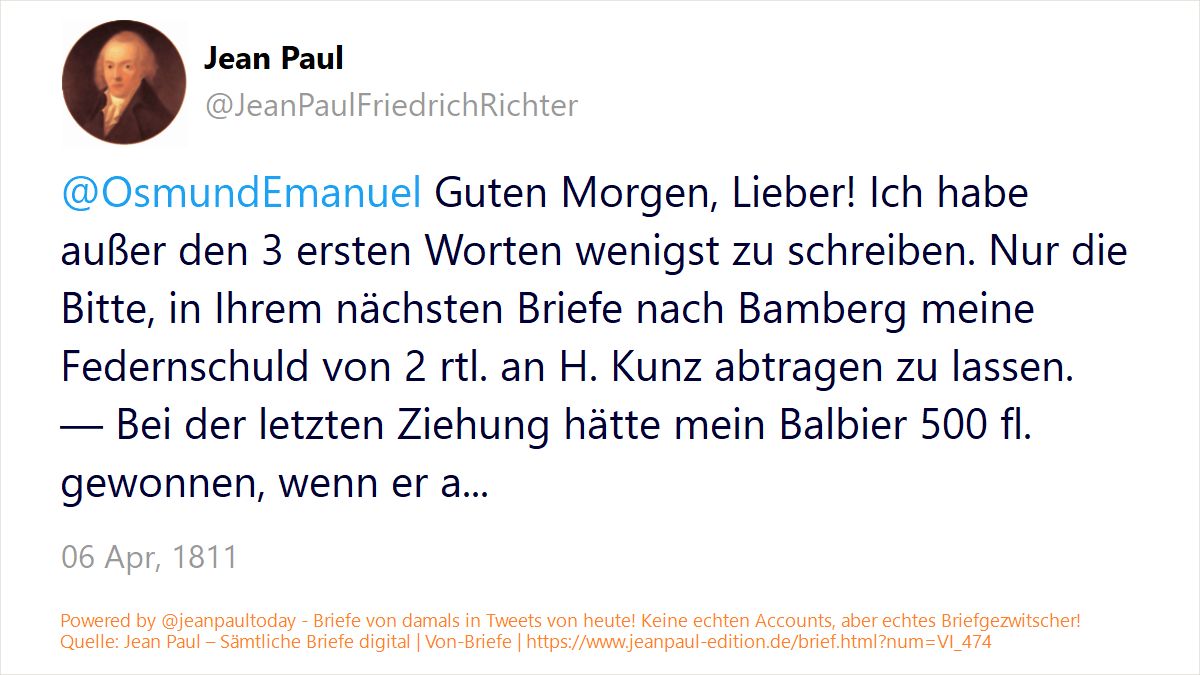 Jean Paul
@JeanPaulFriedrichRichter
@OsmundEmanuel Guten Morgen, Lieber! Ich habe
außer den 3 ersten Worten wenigst zu schreiben. Nur die
Bitte, in Ihrem nächsten Briefe nach Bamberg meine
Federnschuld von 2 rtl. an H. Kunz abtragen zu lassen.
— Bei der letzten Ziehung hätte mein Balbier 500 fl.
gewonnen, wenn er a...
06 Apr, 1811
Powered by @jeanpaultoday - Briefe von damals in Tweets von heute! Keine echten Accounts, aber echtes Briefgezwitscher!
Quelle: Jean Paul – Sämtliche Briefe digital | Von-Briefe | https://www.jeanpaul-edition.de/brief.html?num=VI_474